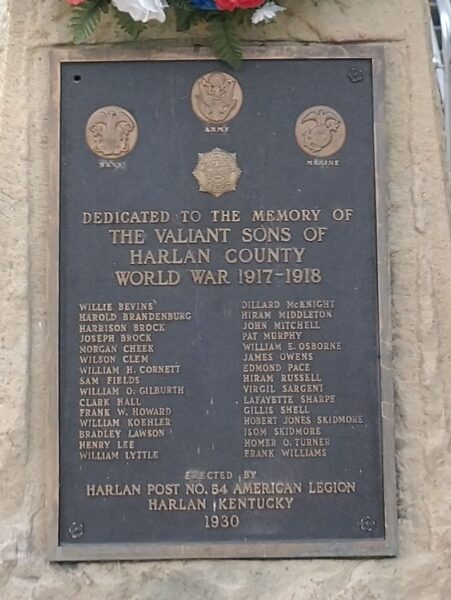 ARMY
NAVY
MARINE
DEDICATED TO THE MEMORY OF
THE VALIANT SONS OF
HARLAN COUNTY
WORLD WAR 1917-1918
WILLIE BEVINS
HAROLD BRANDENBURG
HARRISON BROCK
JOSEPH BROCK
MORGAN CHEEK
WILSON CLEM
WILLIAM H. CORNETT
SAM FIELDS
WILLIAM O. GILBURTH
CLARK HALL
FRANK W. HOWARD
WILLIAM KOEHLER
BRADLEY LAWSON
HENRY LEE
WILLIAM LYTTLE
DILLARD McKNIGHT
HIRAM MIDDLETON
JOHN MITCHELL
PAT MURPHY
WILLIAM E. OSBORNE
JAMES OWENS
EDMOND PACE
HIRAM RUSSELL
VIRGIL SARGENT
LAFAYETTE SHARPE
GILLIS SHELL
HOBERT JONES SKIDMORE
ISOM SKIDMORE
HOMER O. TURNER
FRANK WILLIAMS
ERECTED BY
HARLAN POST NO. 54 AMERICAN LEGION
HARLAN KENTUCKY
1930